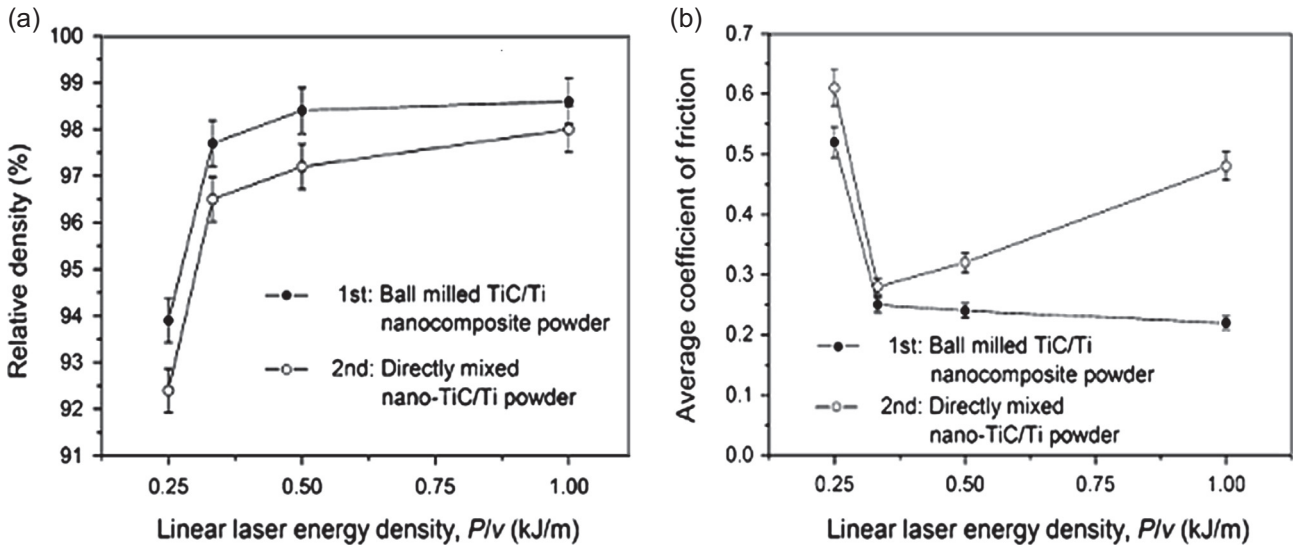 (a)
100
99
98
97
96
95
94
93
92
91
Relative density (%)
1st: Ball milled TiC/Ti
nanocomposite powder
2nd: Directly mixed
nano-TiC/Ti powder
0.25
0.50
0.75
1.00
Linear laser energy density, P/v (kJ/m)
(b)
0.7
0.6
0.5
0.4
0.3
0.2
0.1
0.0
Average coefficient of friction
1st: Ball milled TiC/Ti
nanocomposite powder
2nd: Directly mixed
nano-TiC/Ti powder
0.25
0.50
0.75
1.00
Linear laser energy density, P/v (kJ/m)